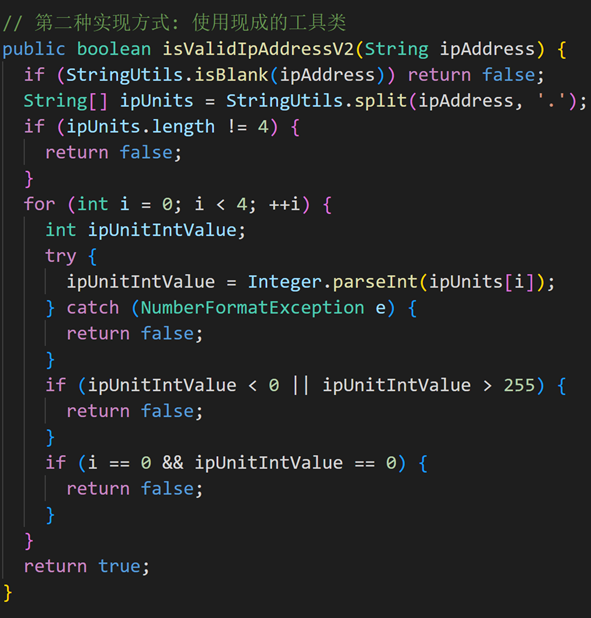 // 第二种实现方式: 使用现成的工具类
public boolean isValidIpAddressV2(String ipAddress) {
  if (StringUtils.isBlank(ipAddress)) return false;
  String[] ipUnits = StringUtils.split(ipAddress, '.');
  if (ipUnits.length != 4) {
    return false;
  }
  for (int i = 0; i < 4; ++i) {
    int ipUnitIntValue;
    try {
      ipUnitIntValue = Integer.parseInt(ipUnits[i]);
    } catch (NumberFormatException e) {
      return false;
    }
    if (ipUnitIntValue < 0 || ipUnitIntValue > 255) {
      return false;
    }
    if (i == 0 && ipUnitIntValue == 0) {
      return false;
    }
  }
  return true;
}